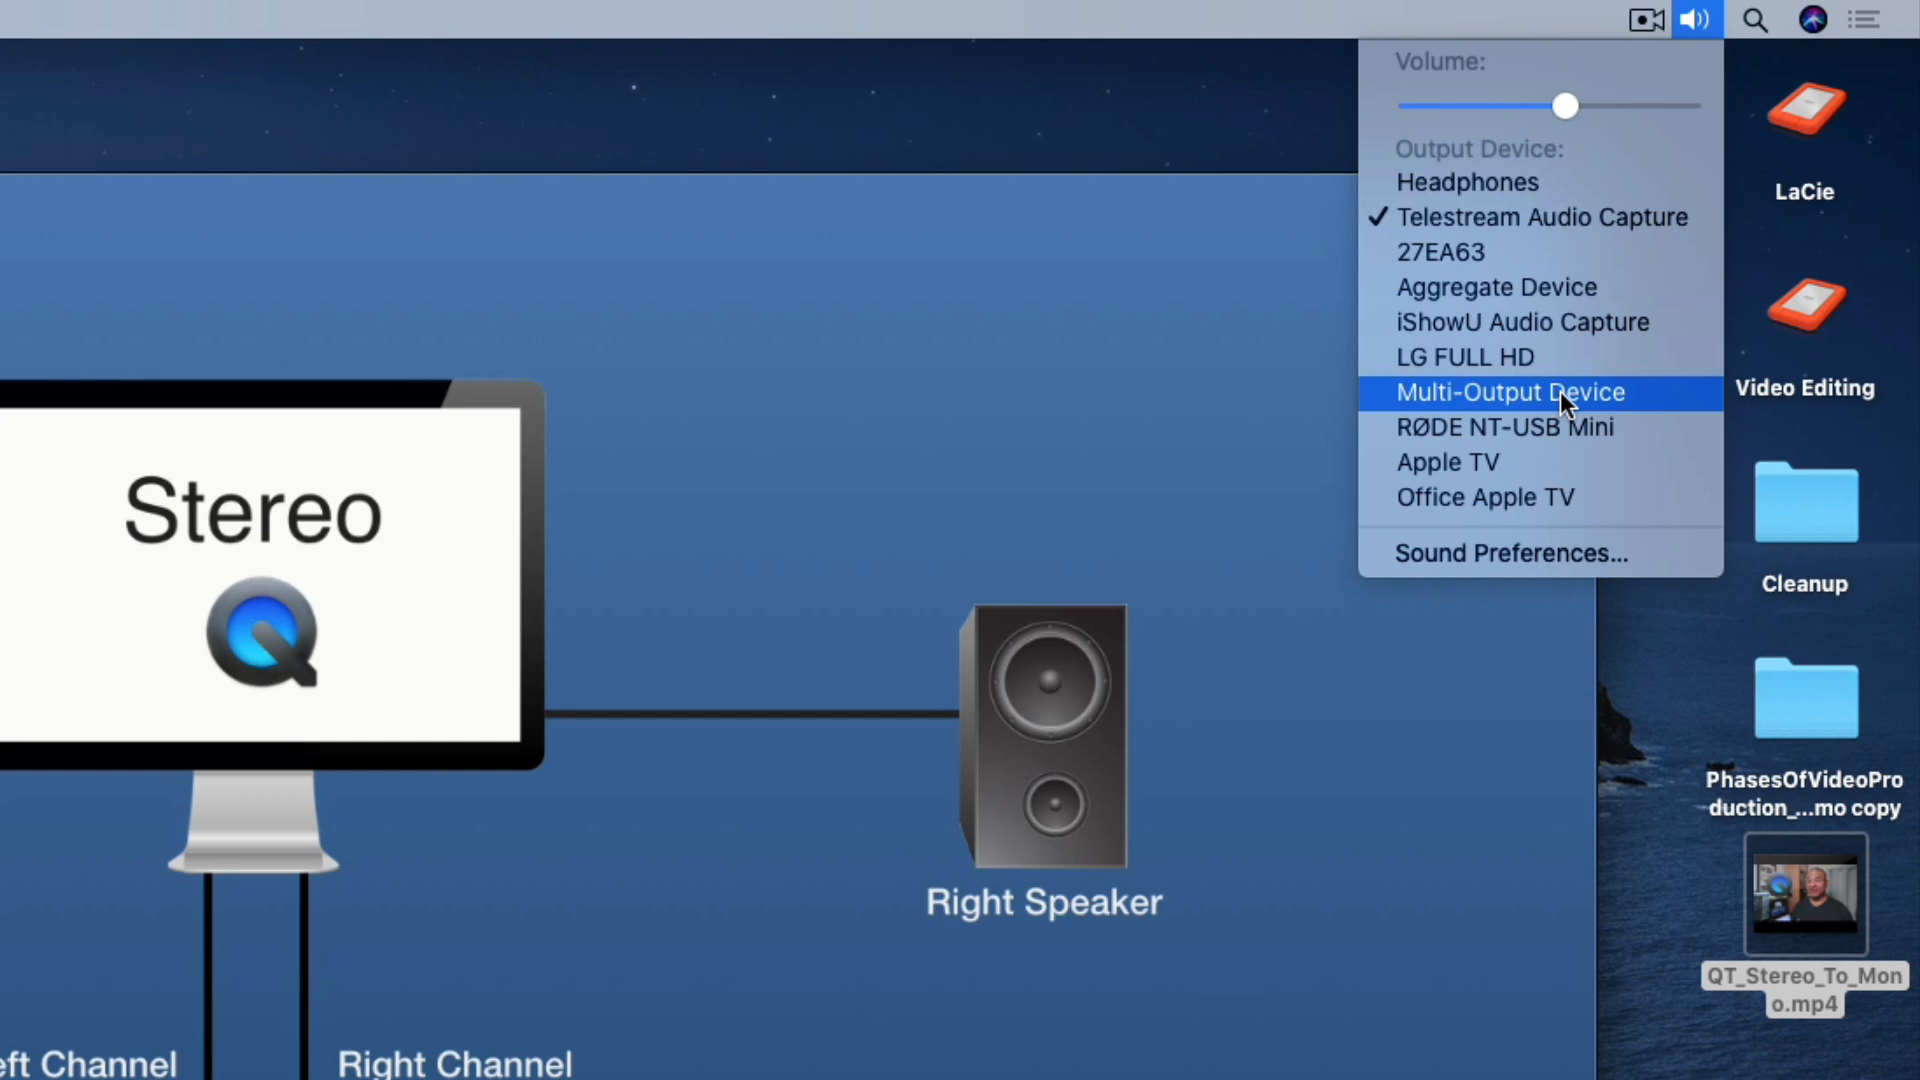 Volume:
Output Device:
Headphones
✓ Telestream Audio Capture
27EA63
Aggregate Device
iShowU Audio Capture
LG FULL HD
Multi-Output Device
RØDE NT-USB Mini
Apple TV
Office Apple TV
Sound Preferences...
LaCie
Video Editing
Cleanup
PhasesOfVideoPro
duction_...mo copy
QT_Stereo_To_Mon
o.mp4
Stereo
Right Speaker
eft Channel
Right Channel